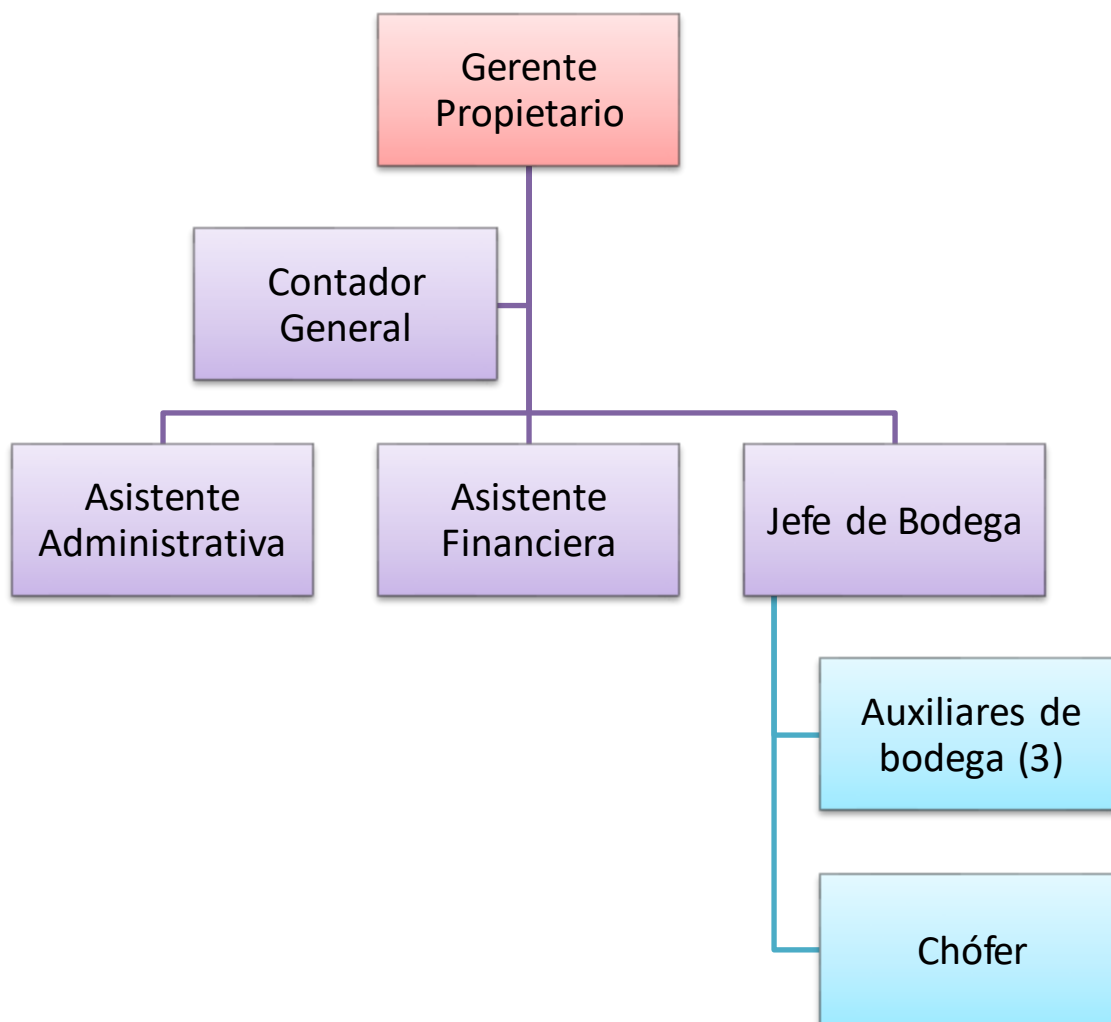 Gerente
Propietario
Contador
General
Asistente
Administrativa
Asistente
Financiera
Jefe de Bodega
Auxiliares de
bodega (3)
Chófer